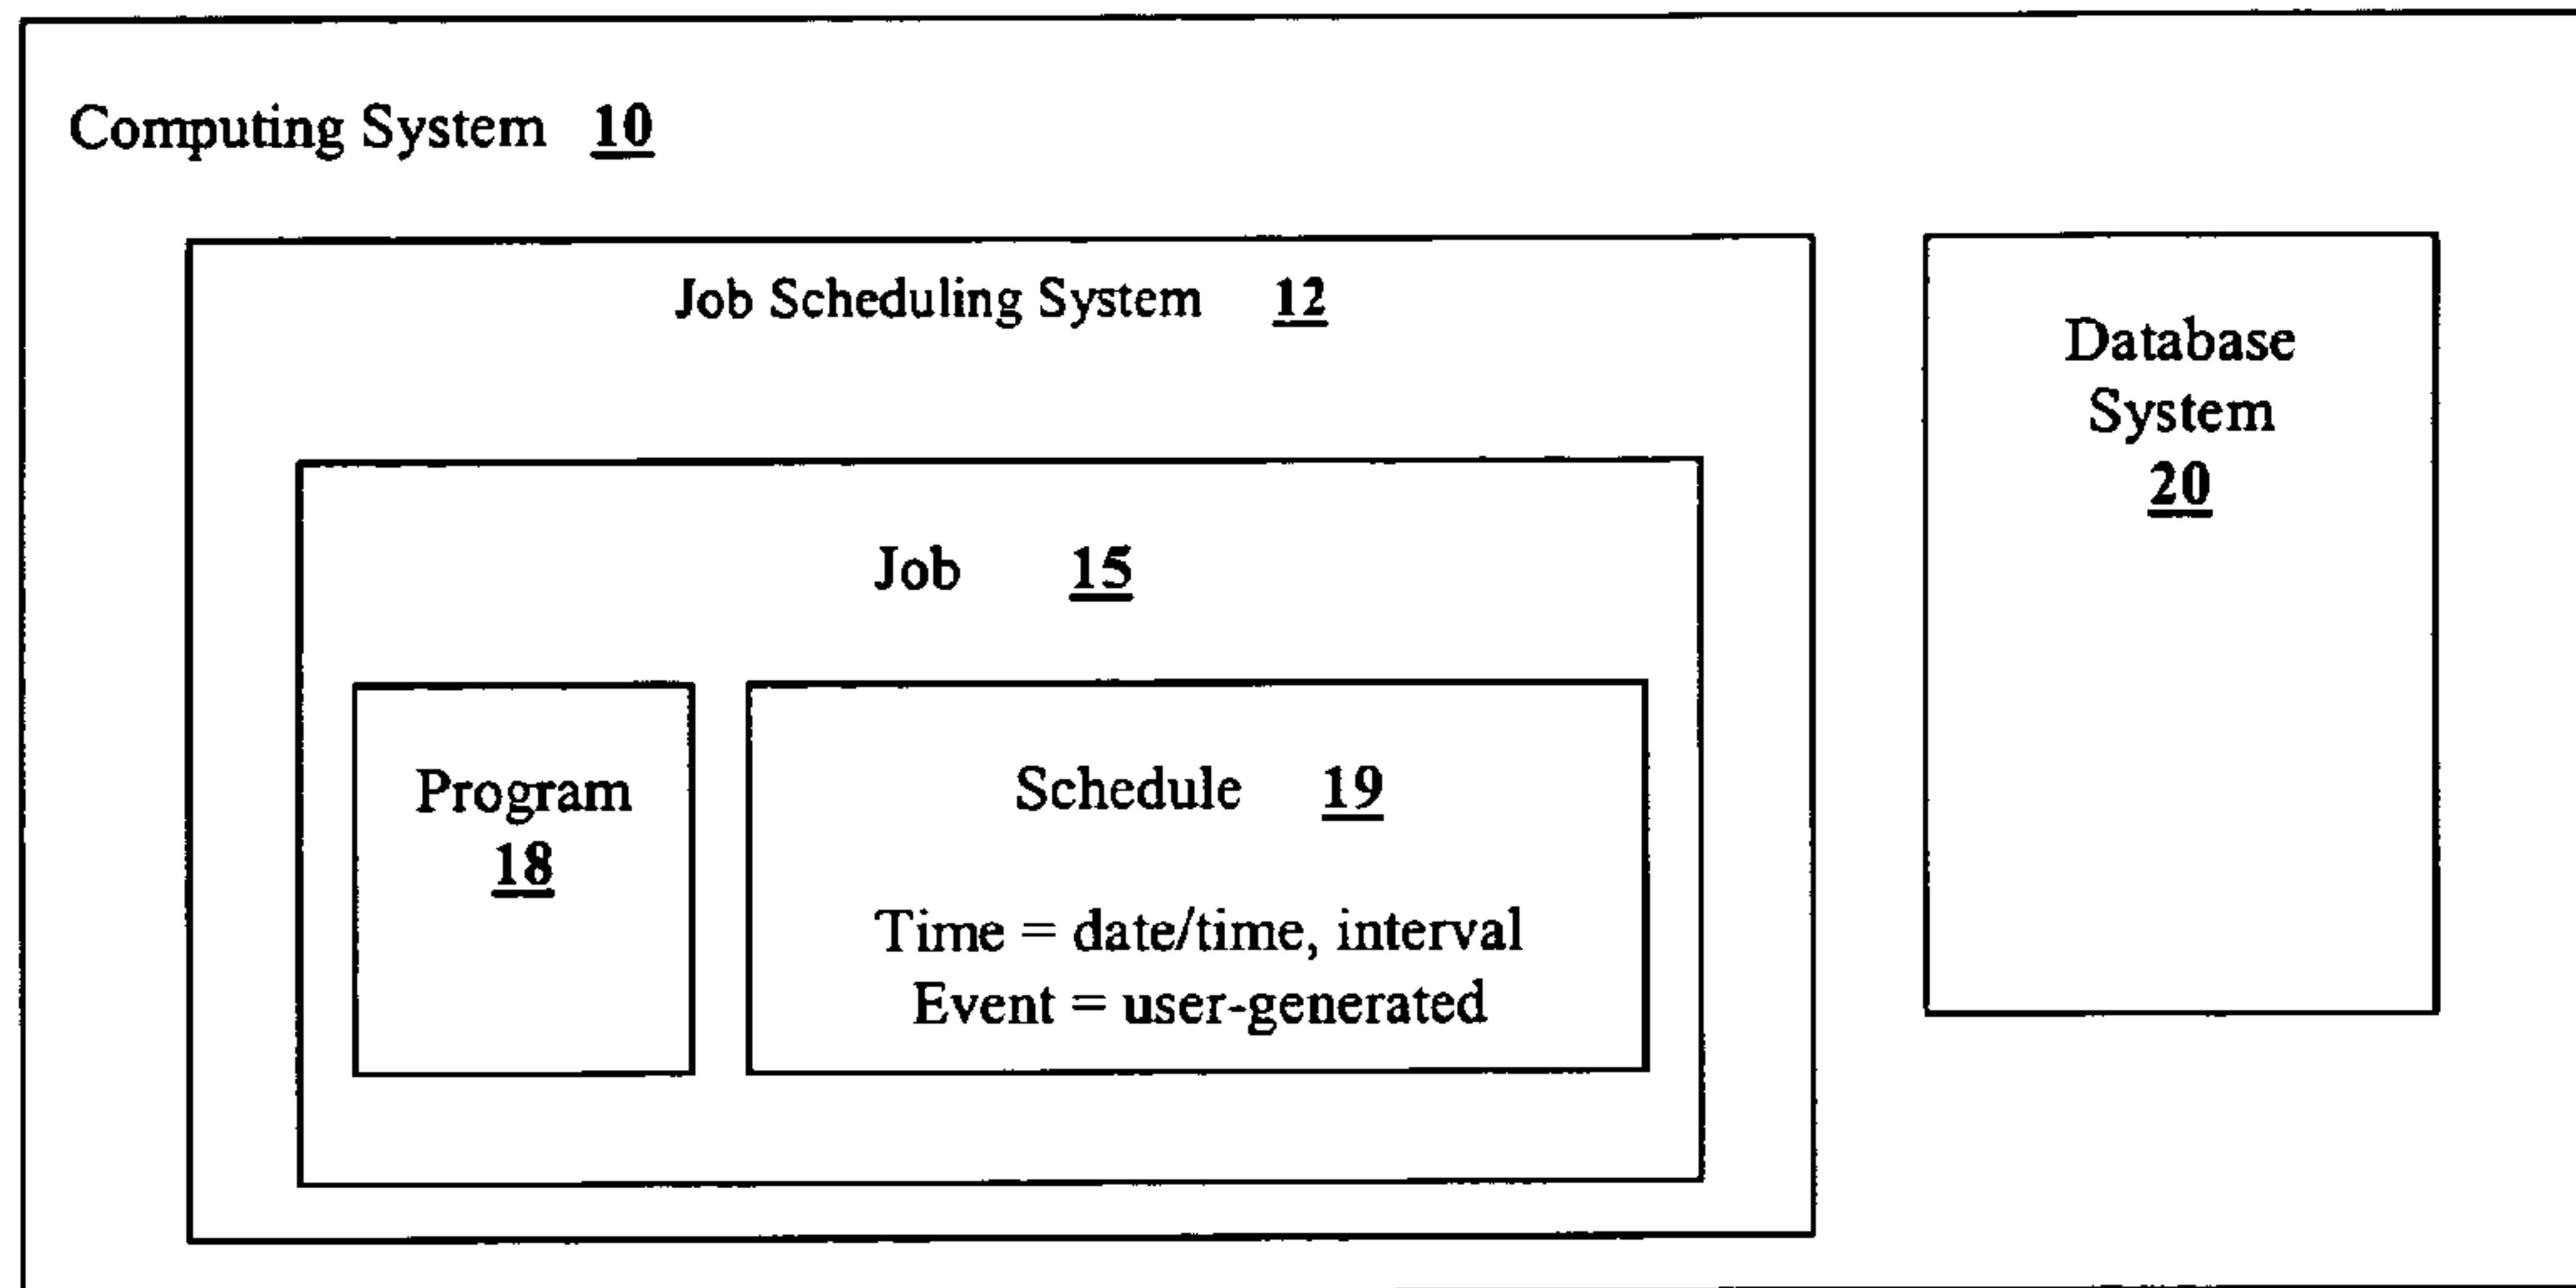 Computing System 10
Job Scheduling System 12
Database
System
20
Job 15
Program
18
Schedule 19
Time = date/time, interval
Event = user-generated